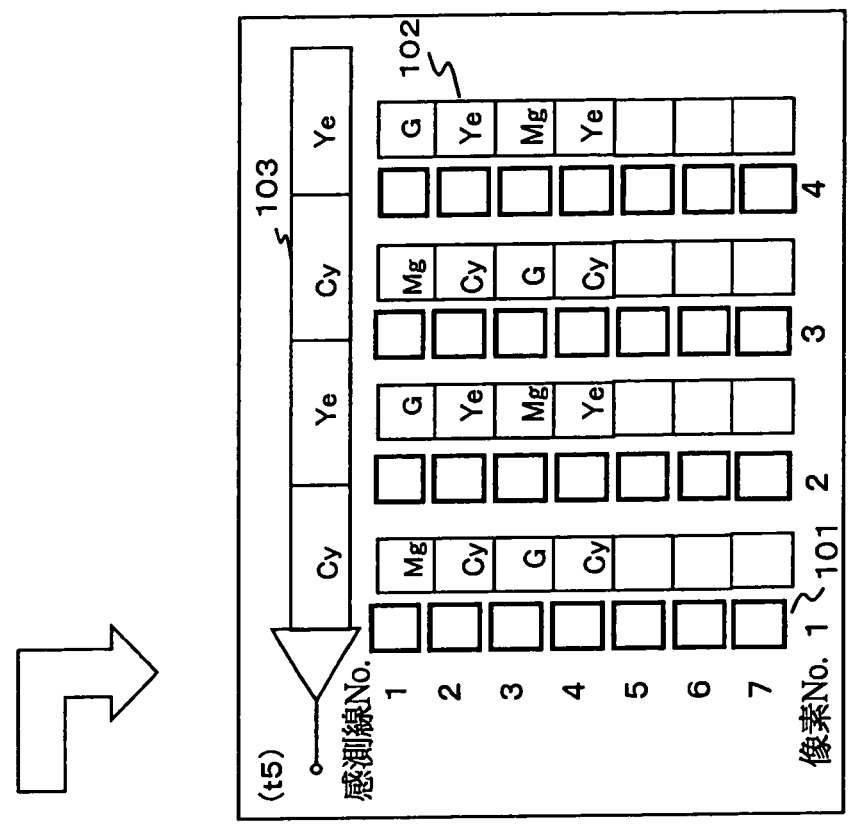 (t5)
103
Cy Ye Cy Ye
感測線No.
1 Mg G Mg G 102
2 Cy Ye Cy Ye
3 G Mg G Mg
4 Cy Ye Cy Ye
5
6
7
像素No. 1 2 3 4
101